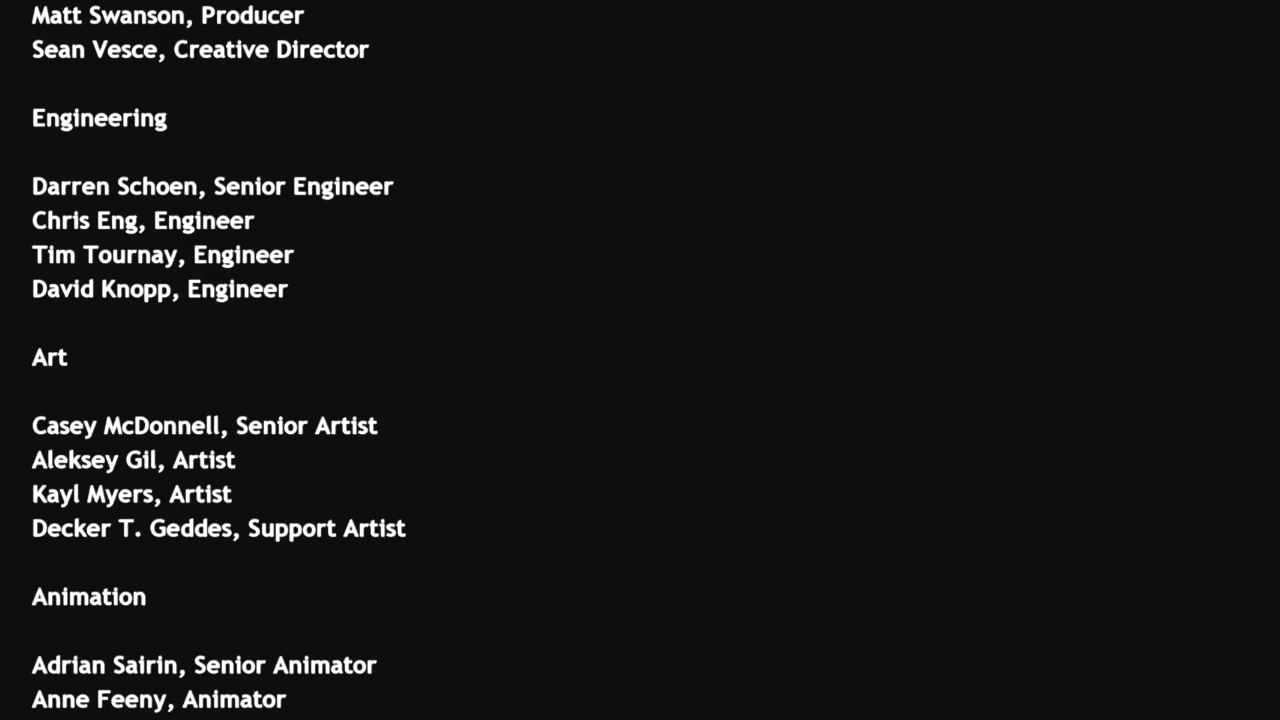 Matt Swanson, Producer
Sean Vesce, Creative Director
Engineering
Darren Schoen, Senior Engineer
Chris Eng, Engineer
Tim Tournay, Engineer
David Knopp, Engineer
Art
Casey McDonnell, Senior Artist
Aleksey Gil, Artist
Kayl Myers, Artist
Decker T. Geddes, Support Artist
Animation
Adrian Sairin, Senior Animator
Anne Feeny, Animator